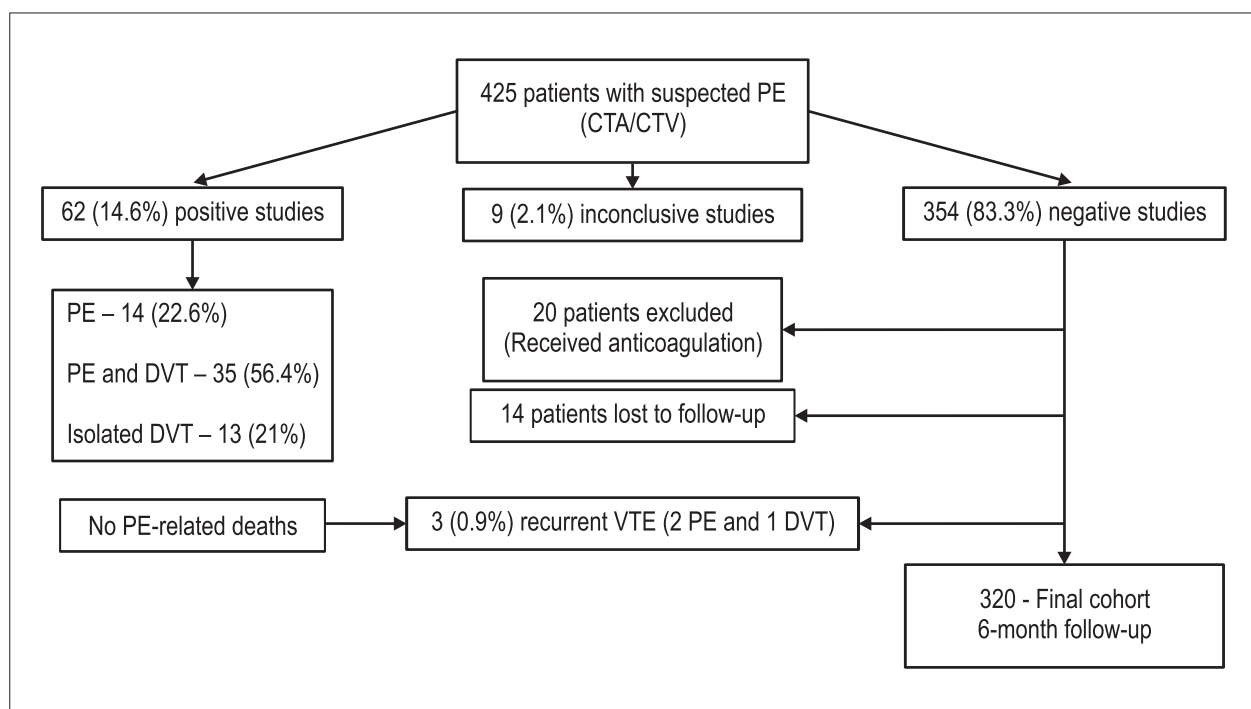 425 patients with suspected PE
(CTA/CTV)
62 (14.6%) positive studies
9 (2.1%) inconclusive studies
354 (83.3%) negative studies
PE – 14 (22.6%)
PE and DVT – 35 (56.4%)
Isolated DVT – 13 (21%)
20 patients excluded
(Received anticoagulation)
14 patients lost to follow-up
No PE-related deaths
3 (0.9%) recurrent VTE (2 PE and 1 DVT)
320 - Final cohort
6-month follow-up